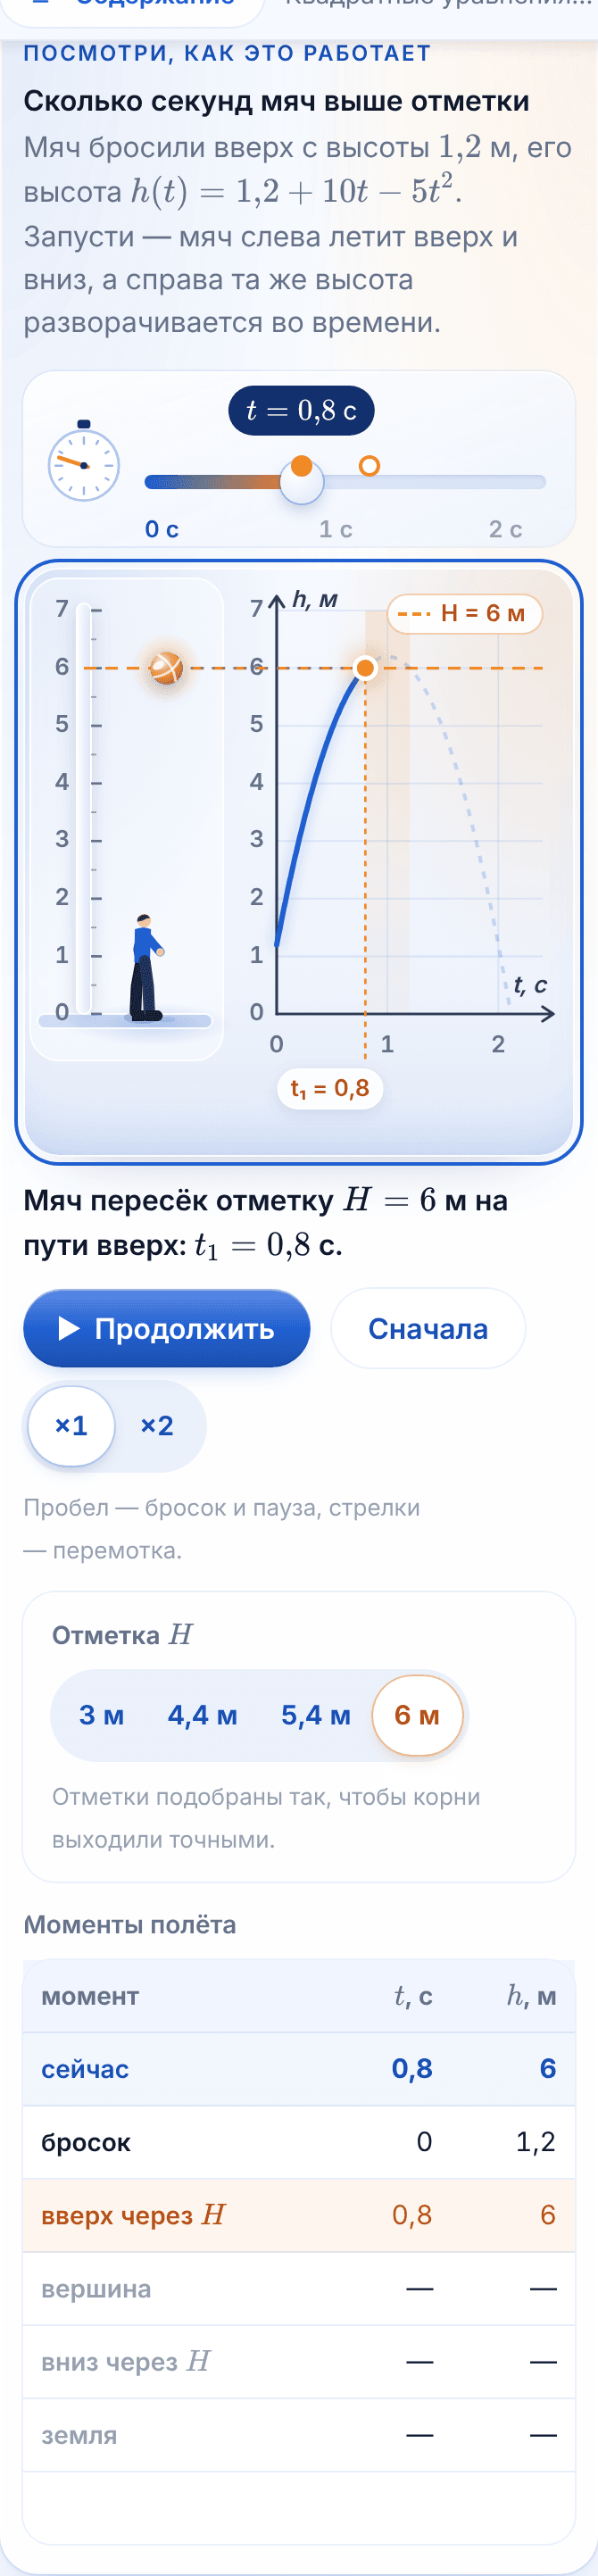 Содержание
Квадратные уравнения...
ПОСМОТРИ, КАК ЭТО РАБОТАЕТ
Сколько секунд мяч выше отметки
Мяч бросили вверх с высоты 1,2 м, его
высота h(t) = 1,2 + 10t − 5t².
Запусти — мяч слева летит вверх и
вниз, а справа та же высота
разворачивается во времени.
t = 0,8 с
0 с
1 с
2 с
7
6
5
4
3
2
1
0
h, м
H = 6 м
7
6
5
4
3
2
1
0
t, с
0
1
2
t₁ = 0,8
Мяч пересёк отметку H = 6 м на
пути вверх: t₁ = 0,8 с.
Продолжить
Сначала
×1
×2
Пробел — бросок и пауза, стрелки
— перемотка.
Отметка H
3 м
4,4 м
5,4 м
6 м
Отметки подобраны так, чтобы корни
выходили точными.
Моменты полёта
момент t, с h, м
сейчас 0,8 6
бросок 0 1,2
вверх через H 0,8 6
вершина — —
вниз через H — —
земля — —